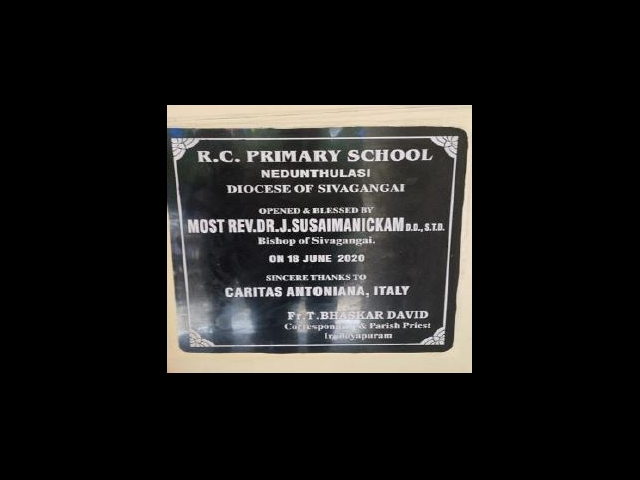 R.C. PRIMARY SCHOOL
NEDUNTHULASI
DIOCESE OF SIVAGANGAI
OPENED & BLESSED BY
MOST REV.DR.J.SUSAIMANICKAM D.D., S.T.D.
Bishop of Sivagangai.
ON 18 JUNE 2020
SINCERE THANKS TO
CARITAS ANTONIANA, ITALY
Fr.T.BHASKAR DAVID
& Parish Priest